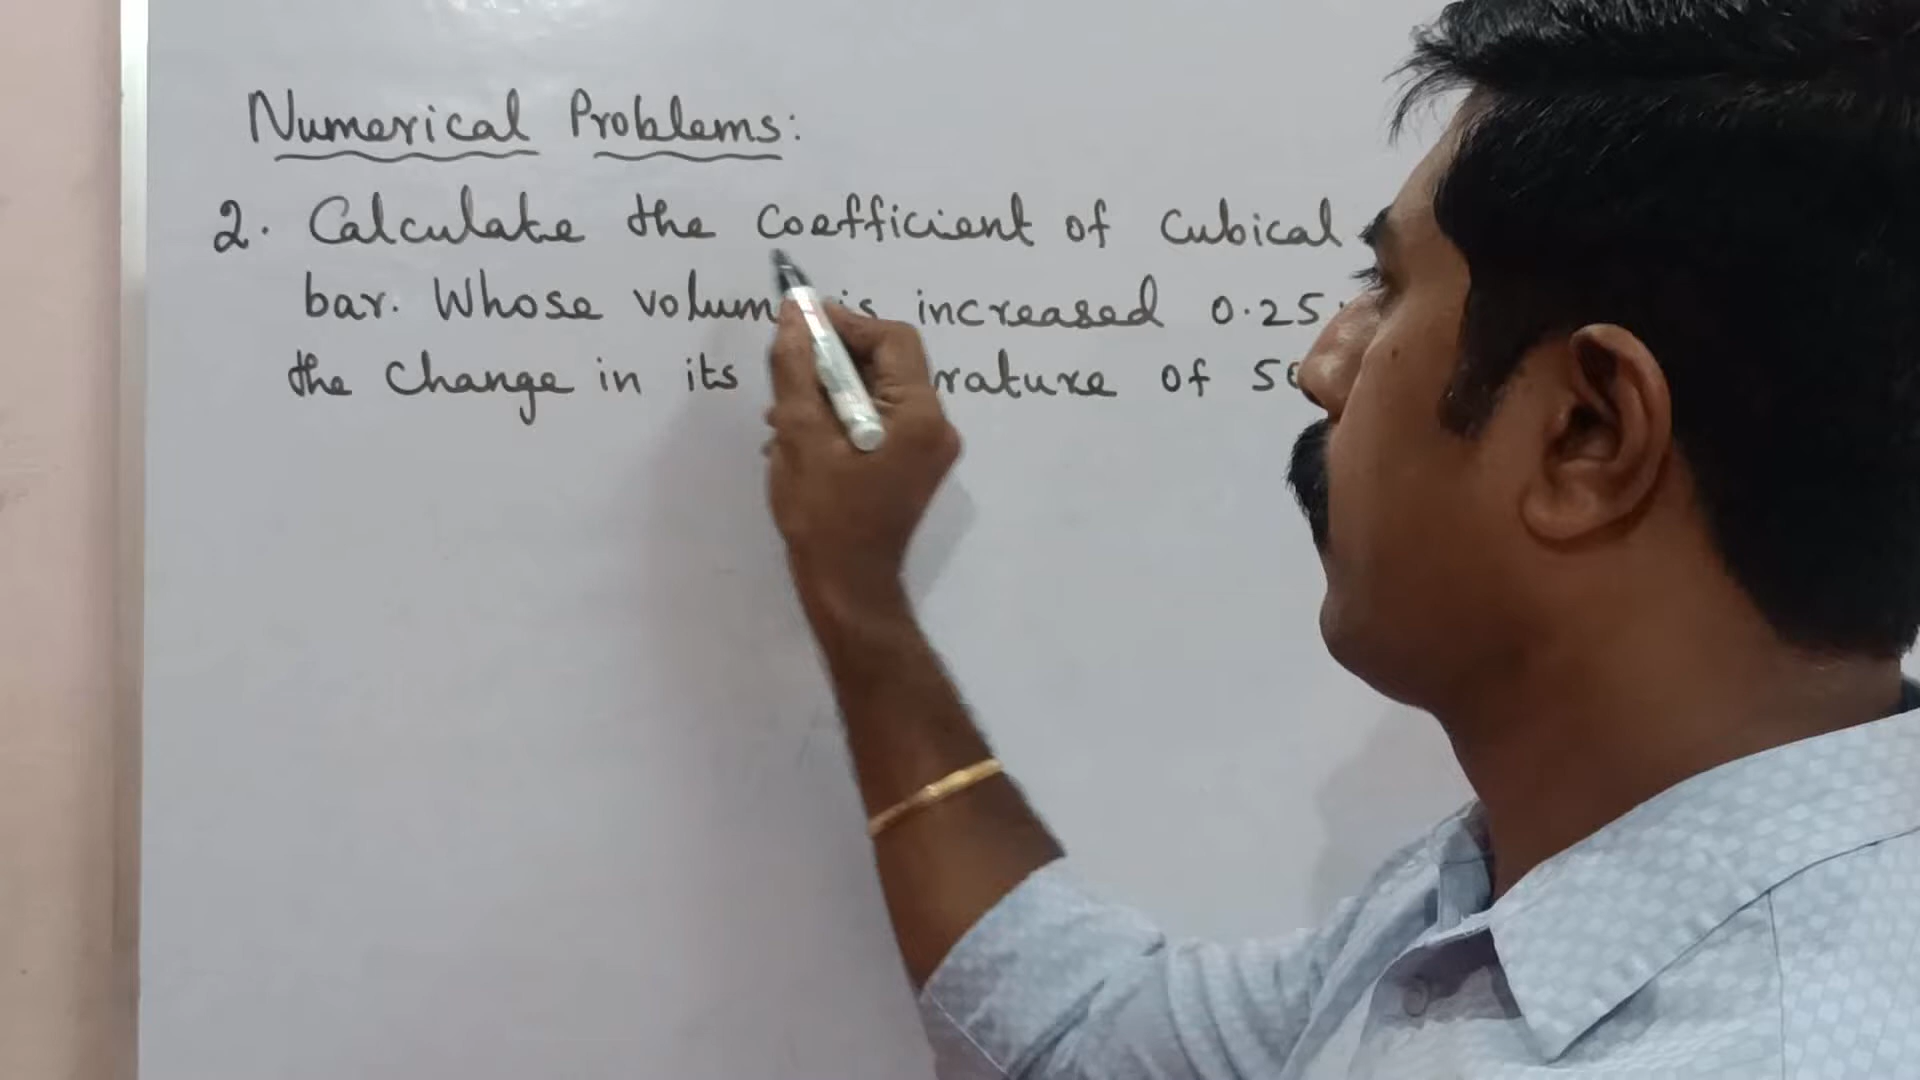 Numerical Problems:
2. Calculate the coefficient of cubical
bar. Whose volum is increased 0.25
the change in its rature of 50